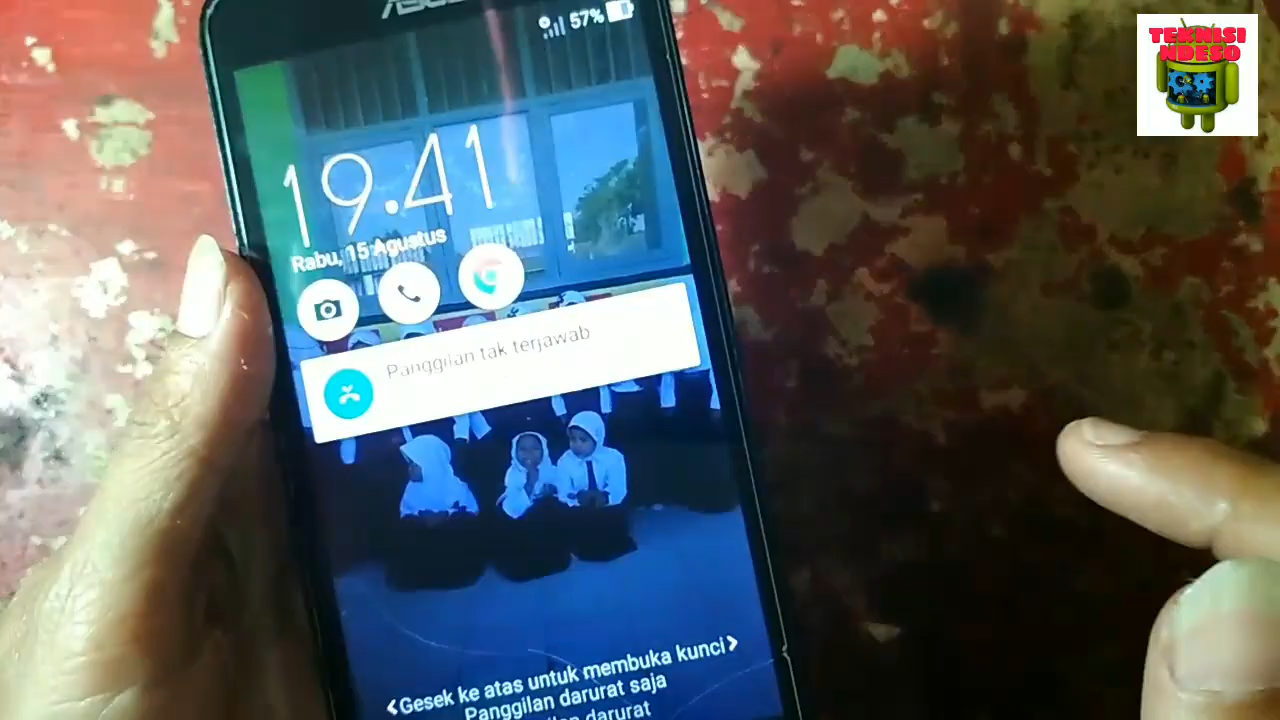 57%
TEKNISI
NDESO
19.41
Rabu, 15 Agustus
Panggilan tak terjawab
Gesek ke atas untuk membuka kunci
Panggilan darurat saja
darurat